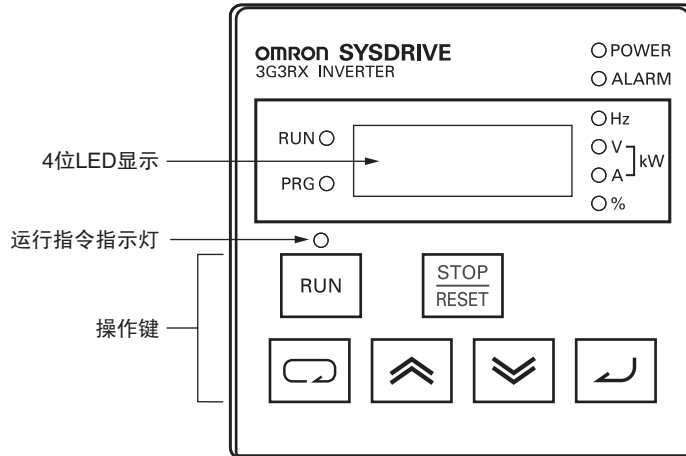 OMRON SYSDRIVE
3G3RX INVERTER
POWER
ALARM
RUN
PRG
Hz
V
A
kW
%
4位LED显示
运行指令指示灯
操作键
RUN
STOP
RESET